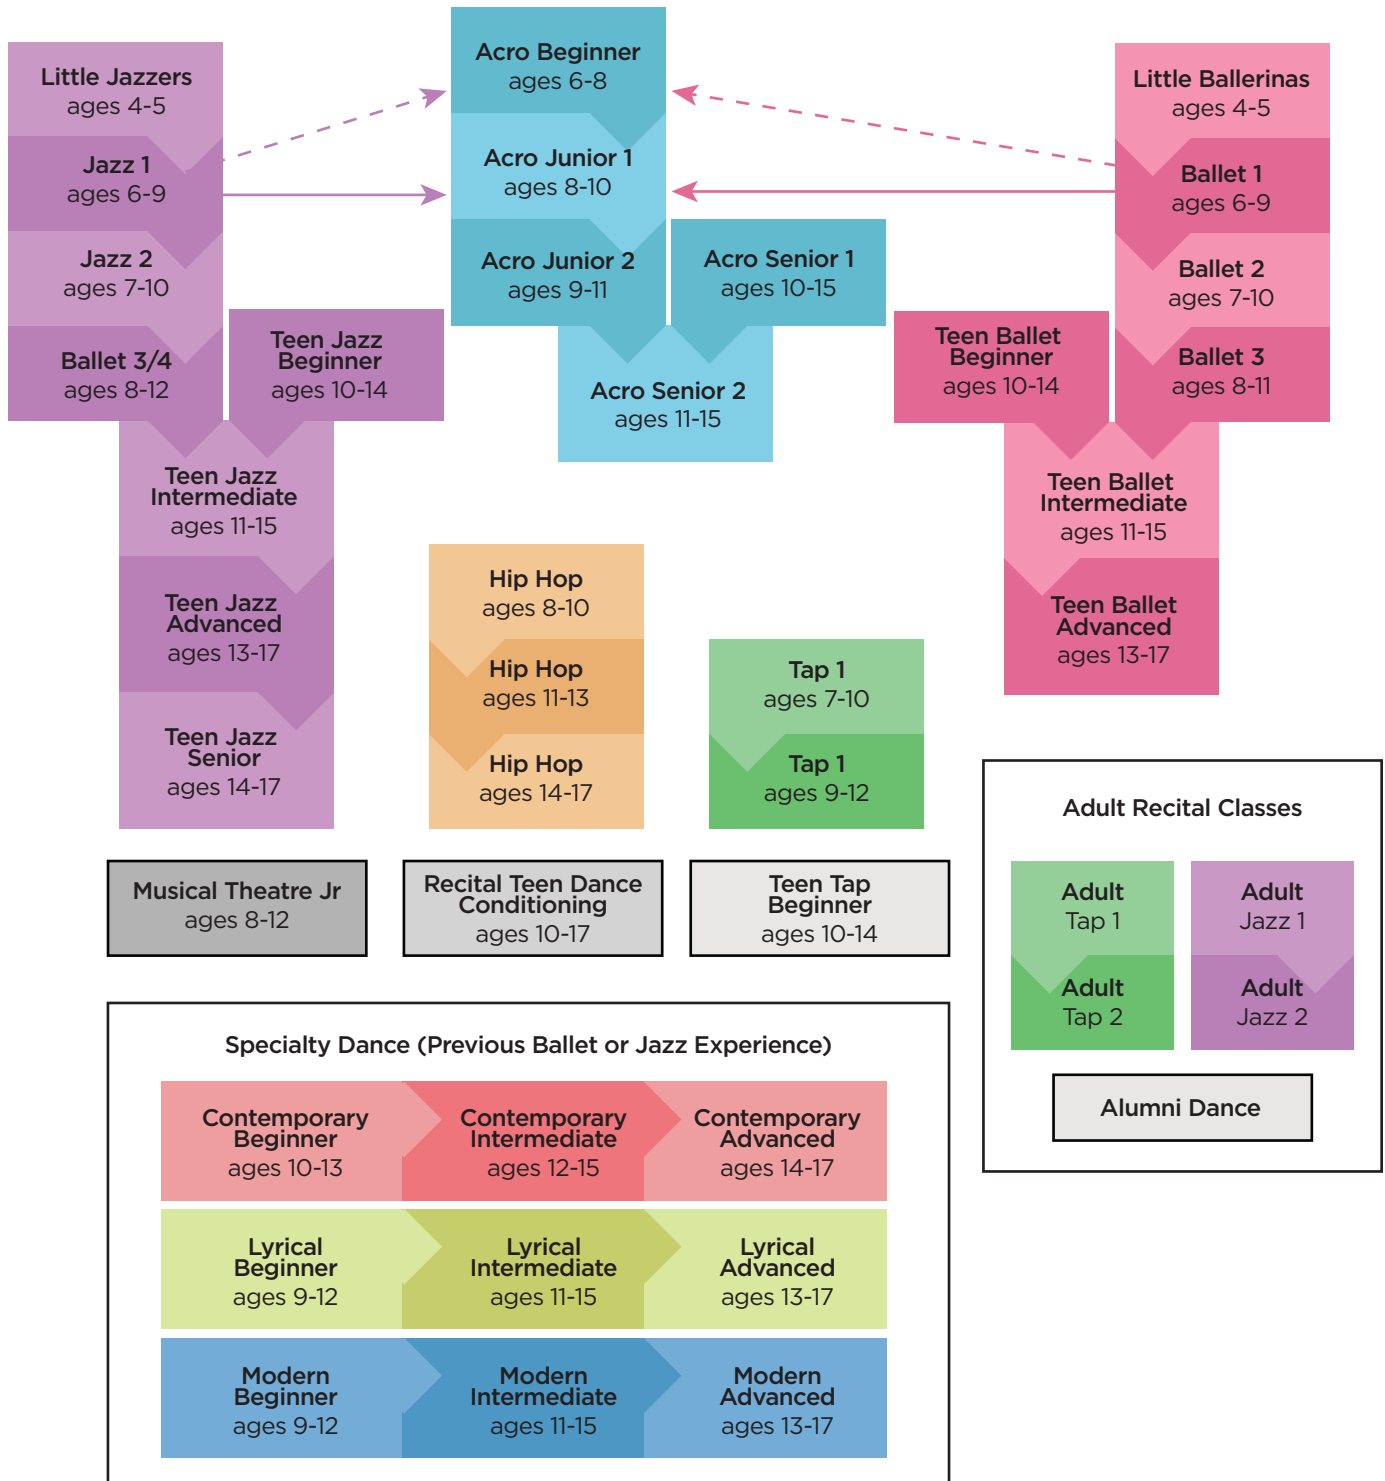 Little Jazzers
ages 4-5
Jazz 1
ages 6-9
Jazz 2
ages 7-10
Ballet 3/4
ages 8-12
Teen Jazz
Beginner
ages 10-14
Teen Jazz
Intermediate
ages 11-15
Teen Jazz
Advanced
ages 13-17
Teen Jazz
Senior
ages 14-17
Acro Beginner
ages 6-8
Acro Junior 1
ages 8-10
Acro Junior 2
ages 9-11
Acro Senior 1
ages 10-15
Acro Senior 2
ages 11-15
Little Ballerinas
ages 4-5
Ballet 1
ages 6-9
Ballet 2
ages 7-10
Teen Ballet
Beginner
ages 10-14
Ballet 3
ages 8-11
Teen Ballet
Intermediate
ages 11-15
Teen Ballet
Advanced
ages 13-17
Hip Hop
ages 8-10
Hip Hop
ages 11-13
Hip Hop
ages 14-17
Tap 1
ages 7-10
Tap 1
ages 9-12
Musical Theatre Jr
ages 8-12
Recital Teen Dance
Conditioning
ages 10-17
Teen Tap
Beginner
ages 10-14
Adult Recital Classes
Adult
Tap 1
Adult
Tap 2
Adult
Jazz 1
Adult
Jazz 2
Alumni Dance
Specialty Dance (Previous Ballet or Jazz Experience)
Contemporary
Beginner
ages 10-13
Contemporary
Intermediate
ages 12-15
Contemporary
Advanced
ages 14-17
Lyrical
Beginner
ages 9-12
Lyrical
Intermediate
ages 11-15
Lyrical
Advanced
ages 13-17
Modern
Beginner
ages 9-12
Modern
Intermediate
ages 11-15
Modern
Advanced
ages 13-17